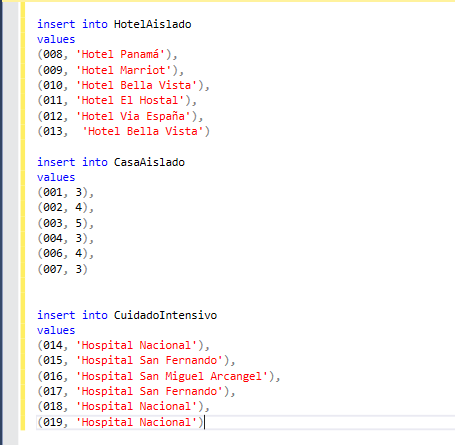 insert into HotelAislado
values
(008, 'Hotel Panamá'),
(009, 'Hotel Marriot'),
(010, 'Hotel Bella Vista'),
(011, 'Hotel El Hostal'),
(012, 'Hotel Via España'),
(013,  'Hotel Bella Vista')
insert into CasaAislado
values
(001, 3),
(002, 4),
(003, 5),
(004, 3),
(006, 4),
(007, 3)
insert into CuidadoIntensivo
values
(014, 'Hospital Nacional'),
(015, 'Hospital San Fernando'),
(016, 'Hospital San Miguel Arcangel'),
(017, 'Hospital San Fernando'),
(018, 'Hospital Nacional'),
(019, 'Hospital Nacional')